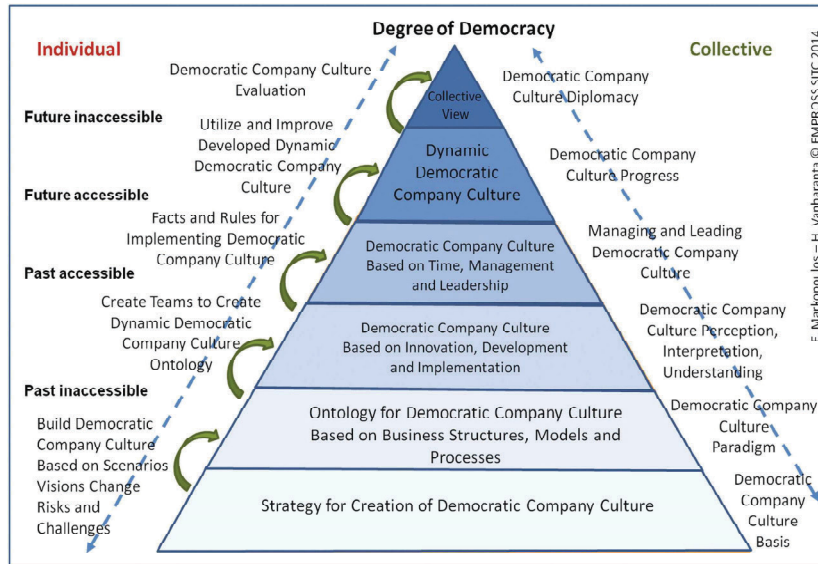 Degree of Democracy
Individual
Collective
Democratic Company Culture
Evaluation
Future inaccessible
Utilize and Improve
Developed Dynamic
Democratic Company
Culture
Future accessible
Facts and Rules for
Implementing Democratic
Company Culture
Past accessible
Create Teams to Create
Dynamic Democratic
Company Culture
Ontology
Past inaccessible
Build Democratic
Company Culture
Based on Scenarios
Visions Change
Risks and
Challenges
Collective
View
Dynamic
Democratic
Company Culture
Democratic Company Culture
Based on Time, Management
and Leadership
Democratic Company Culture
Based on Innovation, Development
and Implementation
Ontology for Democratic Company Culture
Based on Business Structures, Models and
Processes
Strategy for Creation of Democratic Company Culture
Democratic Company
Culture Diplomacy
Democratic Company
Culture Progress
Managing and Leading
Democratic Company
Culture
Democratic Company
Culture Perception,
Interpretation,
Understanding
Democratic Company
Culture
Paradigm
Democratic
Company
Culture
Basis
Markopoulos – H. Vanharanta © EMPROSS SITC 2014